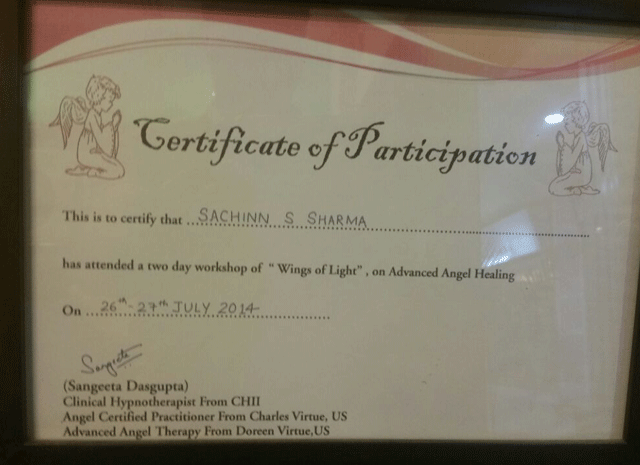 Certificate of Participation
This is to certify that ... SACHINN S SHARMA
has attended a two day workshop of " Wings of Light" , on Advanced Angel Healing
On ... 26th - 27th JULY 2014
Sangeeta
(Sangeeta Dasgupta)
Clinical Hypnotherapist From CHII
Angel Certified Practitioner From Charles Virtue, US
Advanced Angel Therapy From Doreen Virtue,US